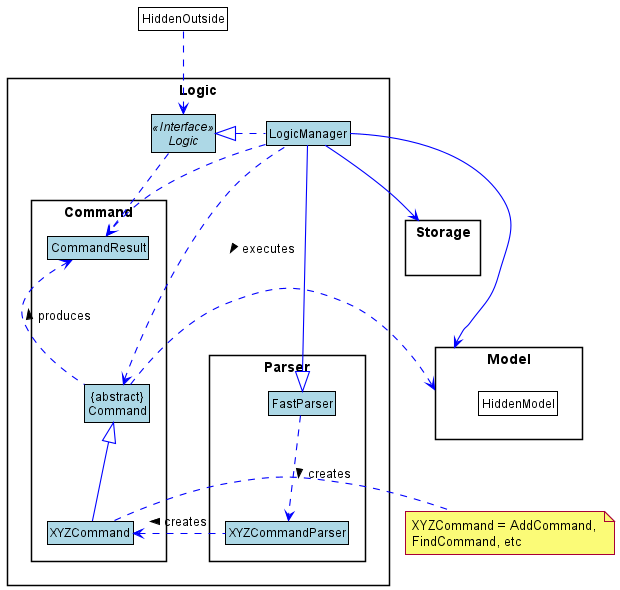 HiddenOutside
Logic
«Interface»
Logic
LogicManager
Command
CommandResult
Storage
executes
produces
Model
HiddenModel
Parser
{abstract}
Command
FastParser
creates
XYZCommand
creates
XYZCommandParser
XYZCommand = AddCommand,
FindCommand, etc